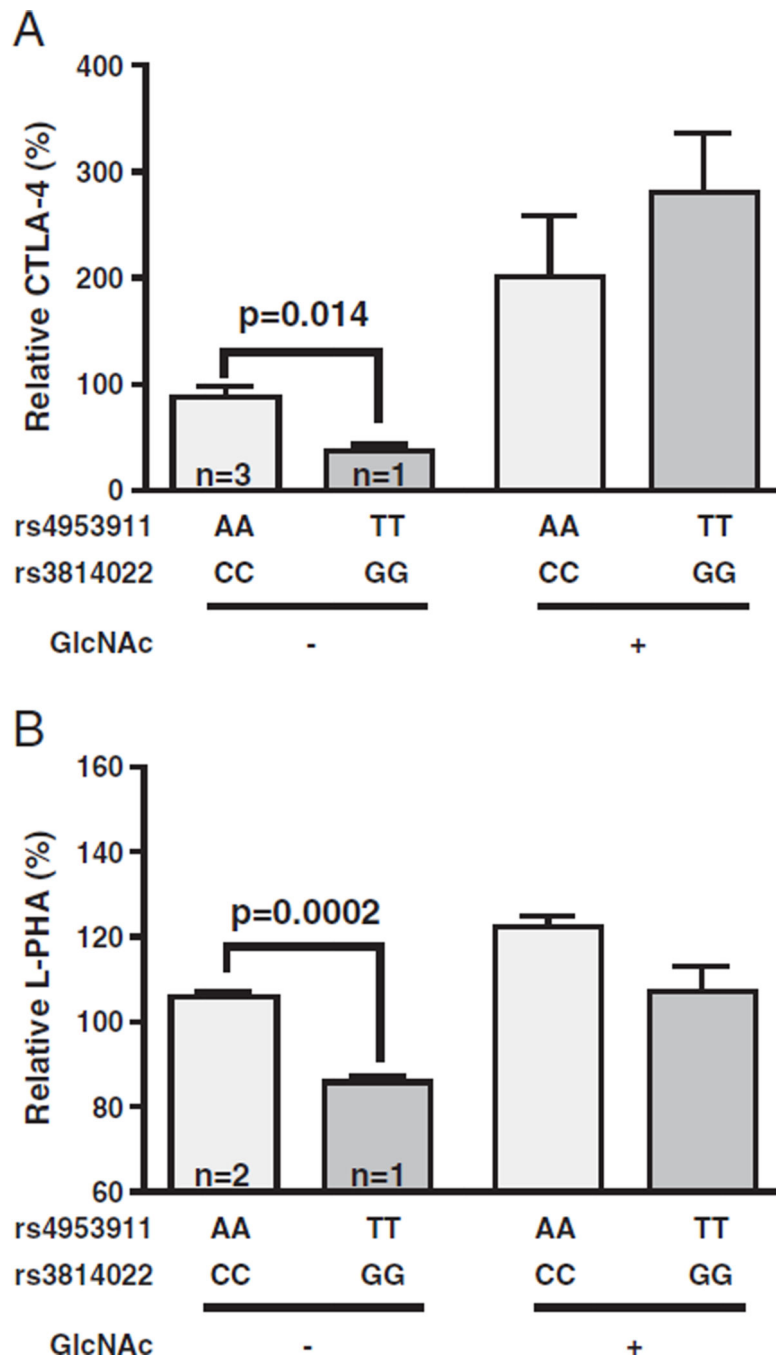 A
Relative CTLA-4 (%)
400
300
200
100
0
p=0.014
n=3 n=1
rs4953911 AA TT AA TT
rs3814022 CC GG CC GG
GlcNAc - +
B
Relative L-PHA (%)
160
140
120
100
80
60
p=0.0002
n=2 n=1
rs4953911 AA TT AA TT
rs3814022 CC GG CC GG
GlcNAc - +